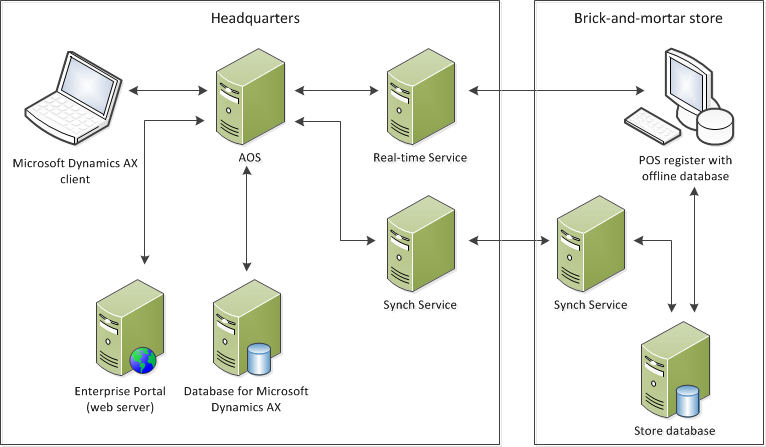 Headquarters
Brick-and-mortar store
Microsoft Dynamics AX
client
AOS
Real-time Service
POS register with
offline database
Synch Service
Synch Service
Enterprise Portal
(web server)
Database for Microsoft
Dynamics AX
Store database